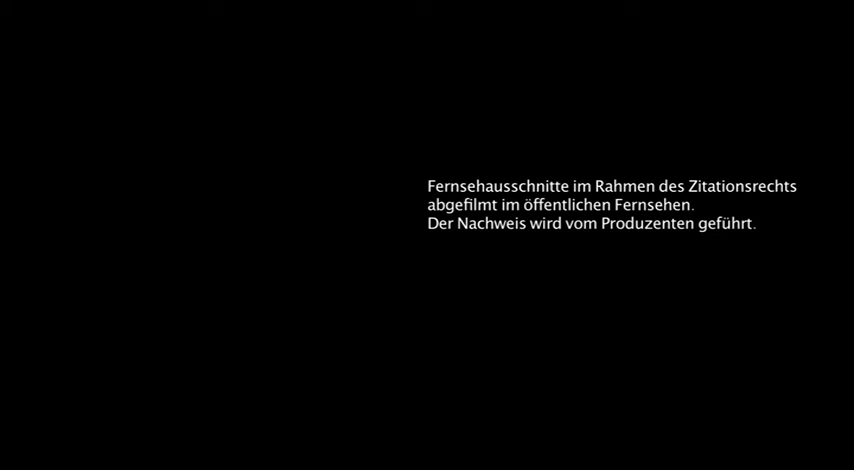 Fernsehausschnitte im Rahmen des Zitationsrechts
abgefilmt im öffentlichen Fernsehen.
Der Nachweis wird vom Produzenten geführt.